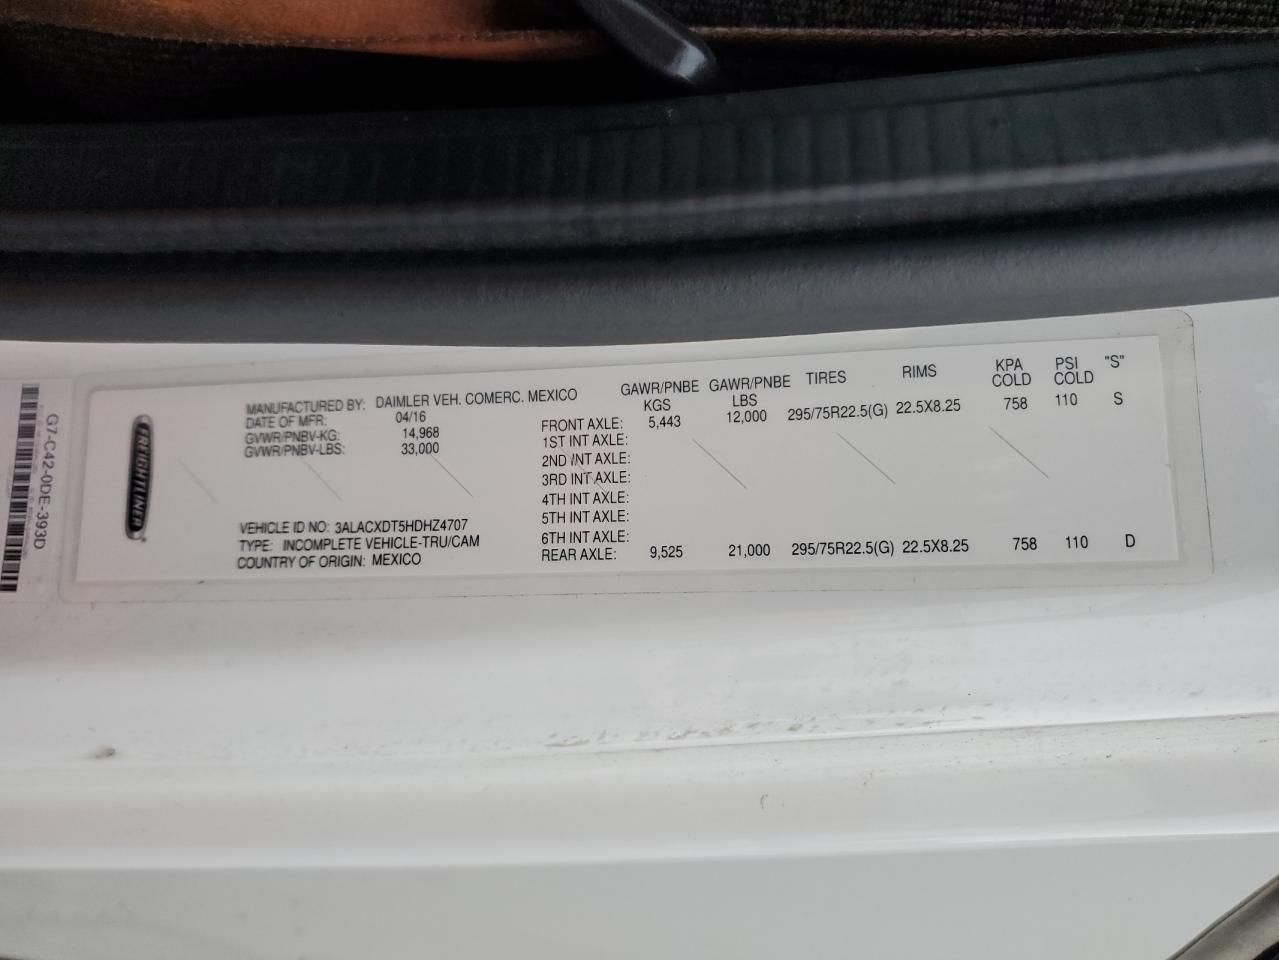 G7-C42-0DE-393D
FREIGHTLINER
MANUFACTURED BY: DAIMLER VEH. COMERC. MEXICO
DATE OF MFR: 04/16
GVWR/PNBV-KG: 14,968
GVWR/PNBV-LBS: 33,000
VEHICLE ID NO: 3ALACXDT5HDHZ4707
TYPE: INCOMPLETE VEHICLE-TRU/CAM
COUNTRY OF ORIGIN: MEXICO
GAWR/PNBE GAWR/PNBE TIRES RIMS KPA PSI "S"
KGS LBS COLD COLD
FRONT AXLE: 5,443 12,000 295/75R22.5(G) 22.5X8.25 758 110 S
1ST INT AXLE:
2ND INT AXLE:
3RD INT AXLE:
4TH INT AXLE:
5TH INT AXLE:
6TH INT AXLE:
REAR AXLE: 9,525 21,000 295/75R22.5(G) 22.5X8.25 758 110 D